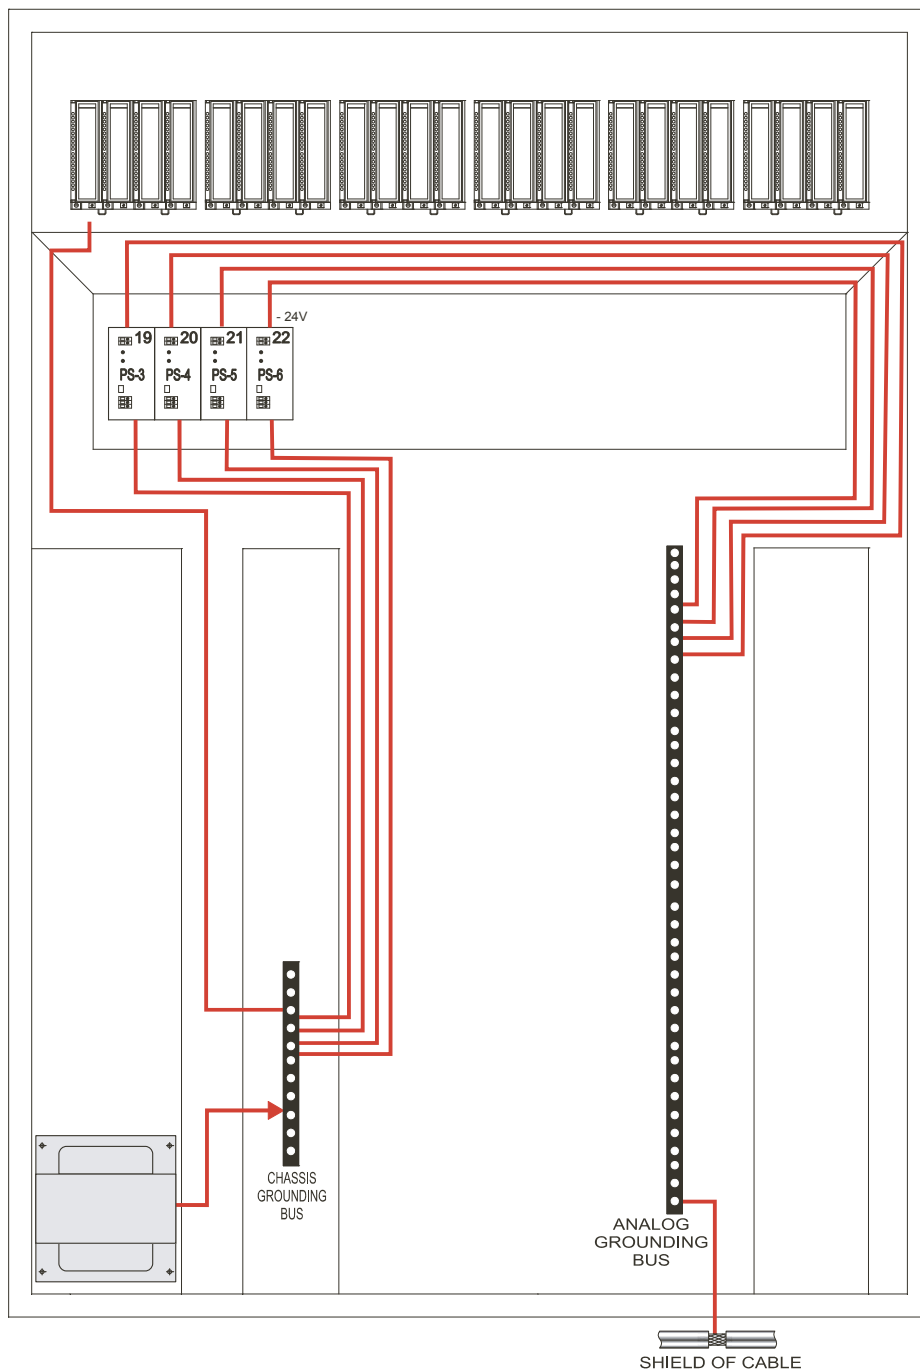 - 24V
19 20 21 22
PS-3 PS-4 PS-5 PS-6
CHASSIS
GROUNDING
BUS
ANALOG
GROUNDING
BUS
SHIELD OF CABLE